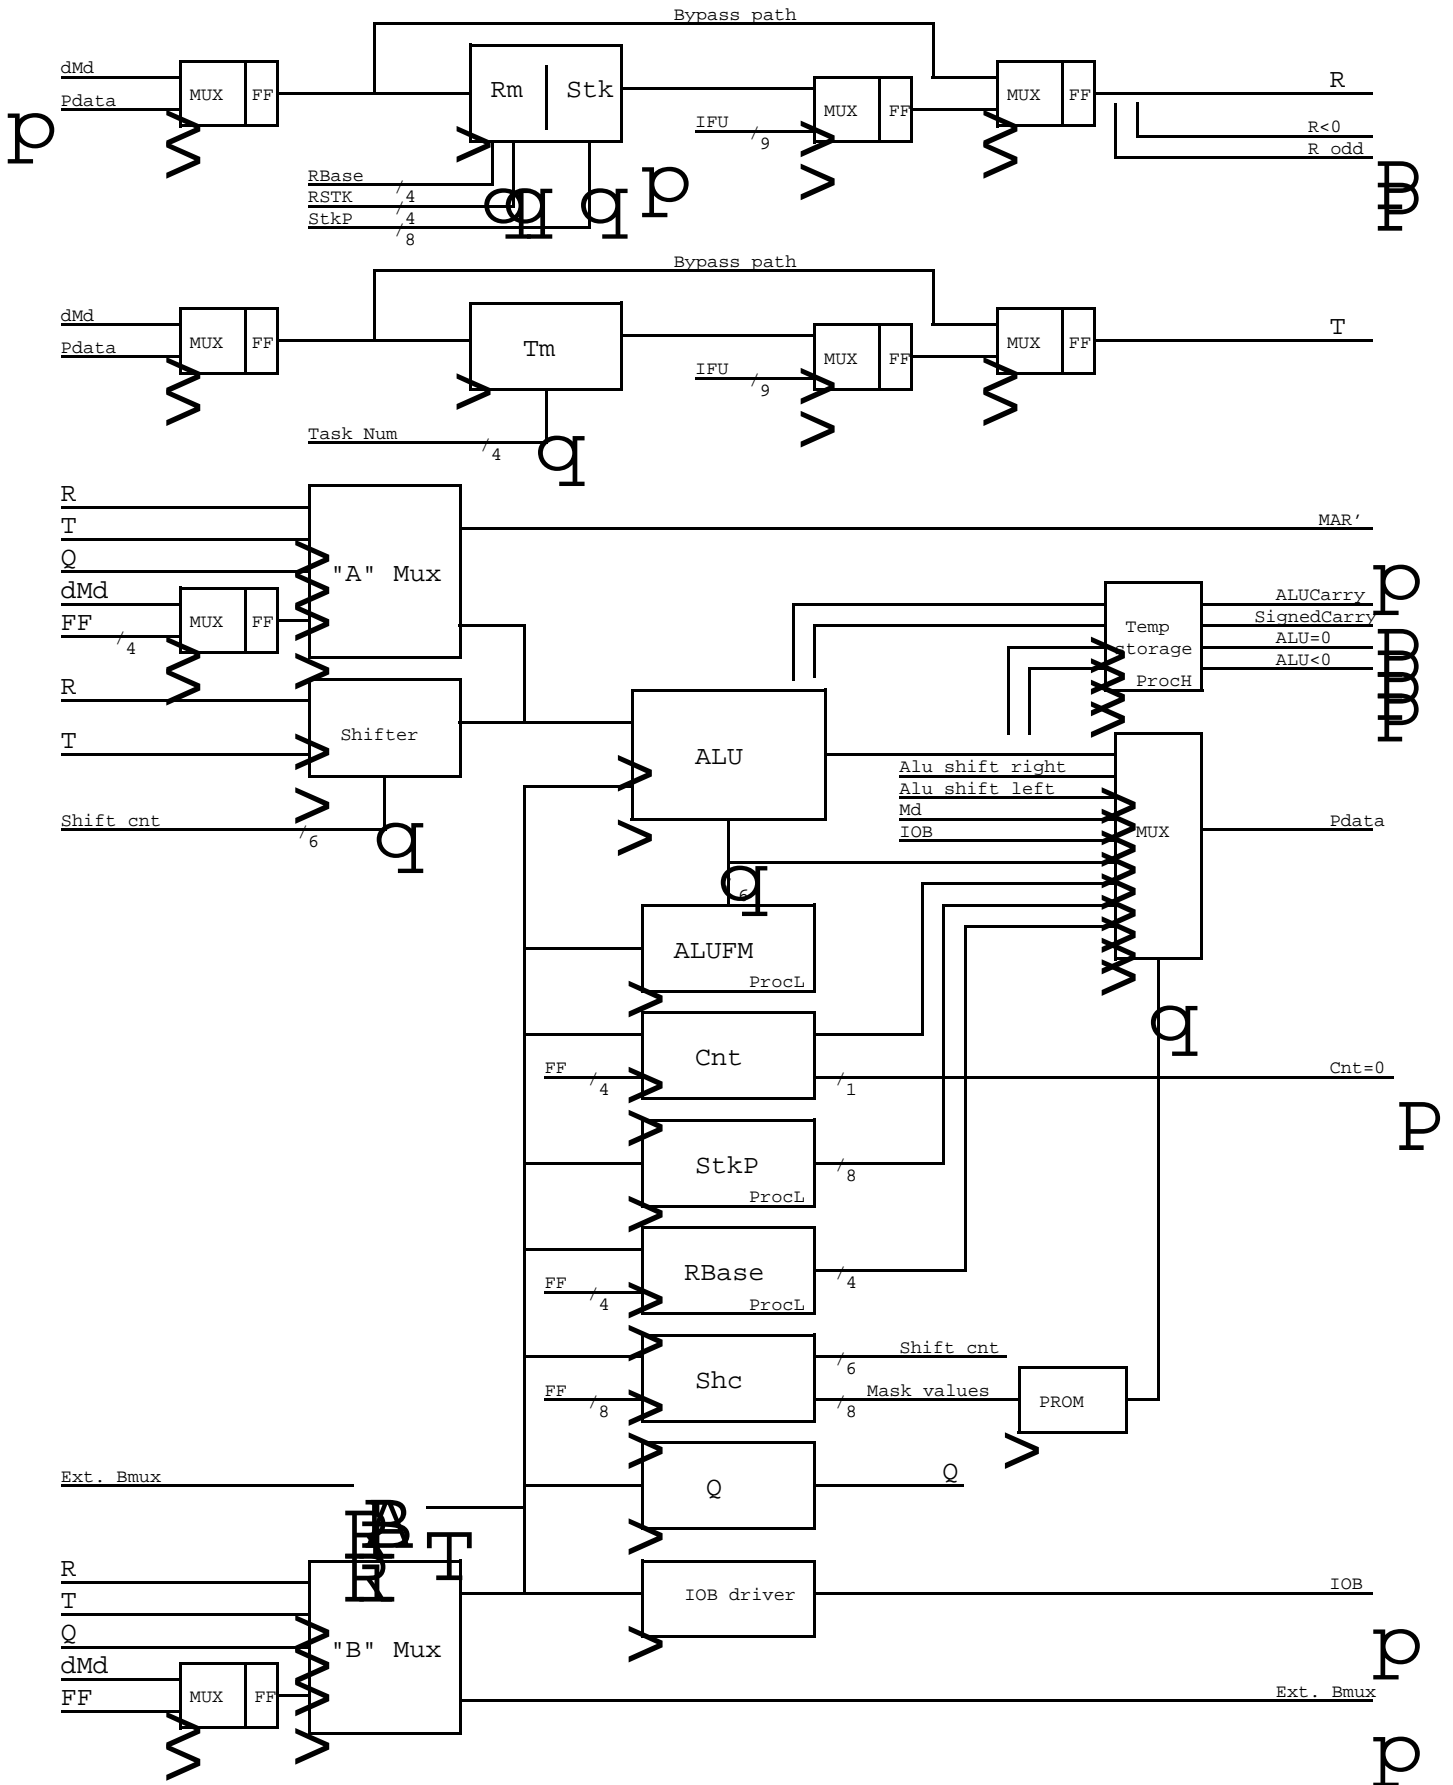 Bypass path
dMd
Pdata
MUX FF
Rm Stk
IFU
9
MUX FF
MUX FF
R
R<0
R odd
p
RBase
4
RSTK
4
StkP
8
q q q p
P
P
Bypass path
dMd
Pdata
MUX FF
Tm
IFU
9
MUX FF
MUX FF
T
Task Num
4
q
R
T
Q
dMd
FF
4
MUX FF
"A" Mux
MAR'
p
R
T
Shifter
Shift cnt
6
q
ALU
Temp
storage
ProcH
ALUCarry
SignedCarry
ALU=0
ALU<0
P
P
P
P
Alu shift right
Alu shift left
Md
IOB
MUX
Pdata
q
6
ALUFM
ProcL
q
Cnt
FF
4
1
Cnt=0
P
StkP
ProcL
8
RBase
ProcL
FF
4
4
Shc
FF
8
Shift cnt
6
Mask values
8
PROM
Q
Q
Ext. Bmux
T
R
T
Q
dMd
FF
MUX FF
"B" Mux
IOB driver
IOB
p
Ext. Bmux
p